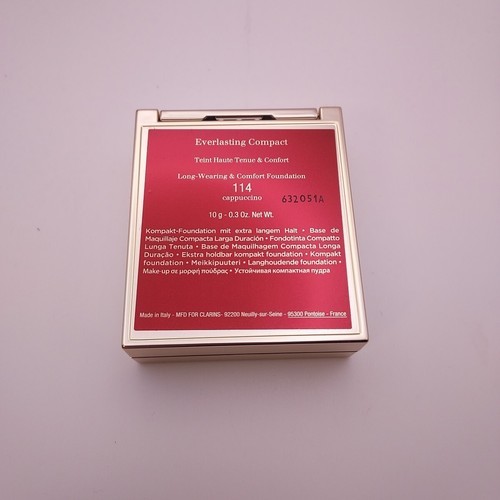 Everlasting Compact
Teint Haute Tenue & Confort
Long-Wearing & Comfort Foundation
114
cappuccino
632051A
10 g - 0.3 Oz. Net Wt.
Kompakt-Foundation mit extra langem Halt • Base de
Maquillaje Compacta Larga Duración • Fondotinta Compatto
Lunga Tenuta • Base de Maquilhagem Compacta Longa
Duração • Ekstra holdbar kompakt foundation • Kompakt
foundation • Meikkipuuteri • Langhoudende foundation •
Make-up σε μορφή πούδρας • Устойчивая компактная пудра
Made in Italy - MFD FOR CLARINS- 92200 Neuilly-sur-Seine - 95300 Pontoise - France